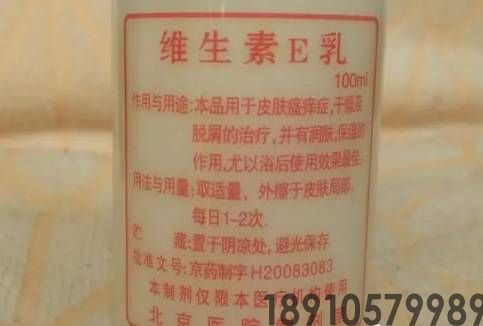 维生素E乳
100ml
作用与用途:本品用于皮肤瘙痒症,干燥及
脱屑的治疗,并有润肤,保湿的
作用,尤以浴后使用效果最佳.
用法与用量:取适量,外擦于皮肤局部,
每日1-2次.
贮 藏:置于阴凉处,避光保存
批准文号:京药制字H20083083
本制剂仅限本医疗机构使用
北京医院
18910579989